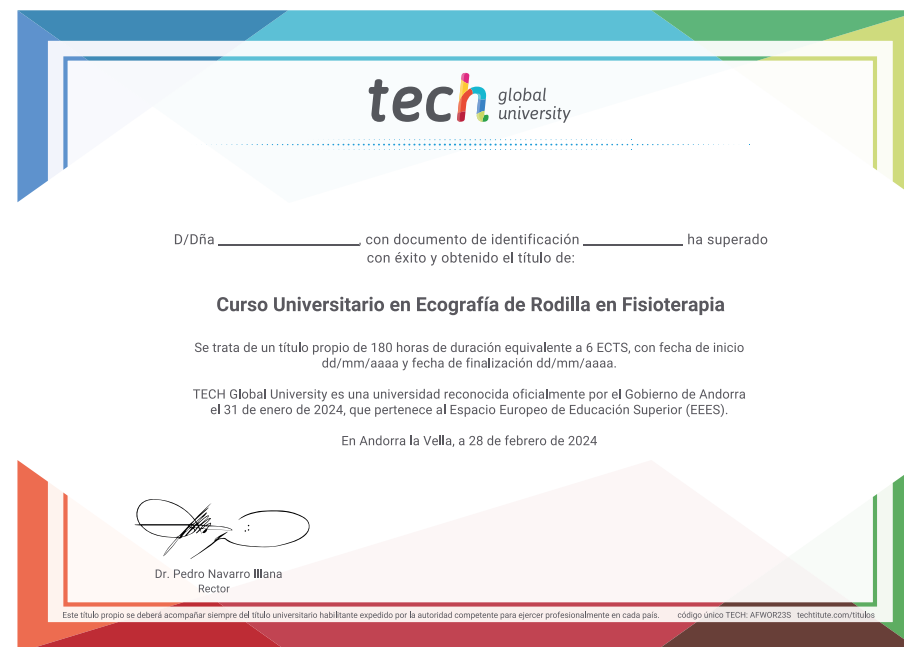 tech global university
D/Dña ____________________, con documento de identificación ______________ ha superado
con éxito y obtenido el título de:
Curso Universitario en Ecografía de Rodilla en Fisioterapia
Se trata de un título propio de 180 horas de duración equivalente a 6 ECTS, con fecha de inicio
dd/mm/aaaa y fecha de finalización dd/mm/aaaa.
TECH Global University es una universidad reconocida oficialmente por el Gobierno de Andorra
el 31 de enero de 2024, que pertenece al Espacio Europeo de Educación Superior (EEES).
En Andorra la Vella, a 28 de febrero de 2024
Dr. Pedro Navarro Illana
Rector
Este título propio se deberá acompañar siempre del título universitario habilitante expedido por la autoridad competente para ejercer profesionalmente en cada país. código único TECH: AFWOR23S techtitute.com/titulos